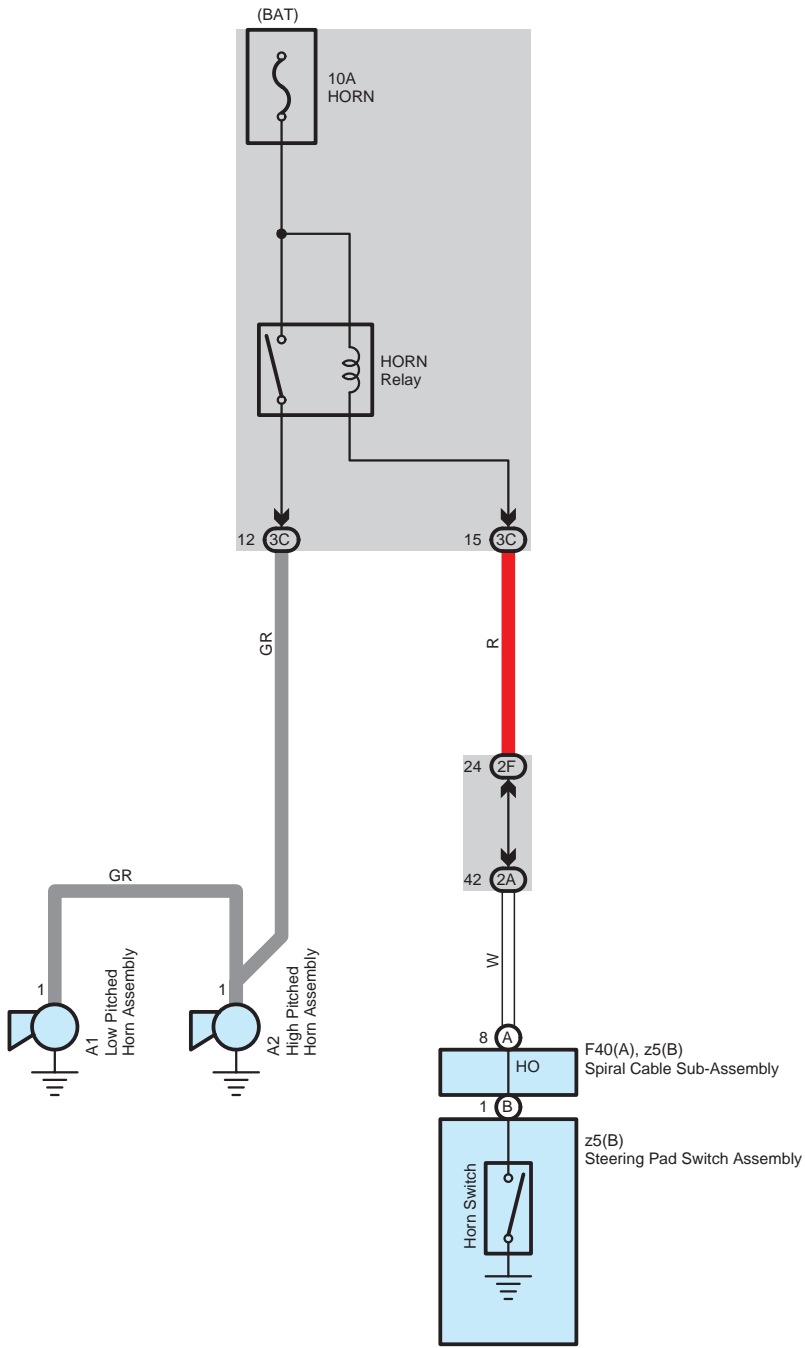 (BAT)
10A
HORN
HORN
Relay
12 3C
15 3C
GR
R
24 2F
42 2A
GR
W
1
A1
Low Pitched
Horn Assembly
1
A2
High Pitched
Horn Assembly
8 A
HO
F40(A), z5(B)
Spiral Cable Sub-Assembly
1 B
z5(B)
Steering Pad Switch Assembly
Horn Switch